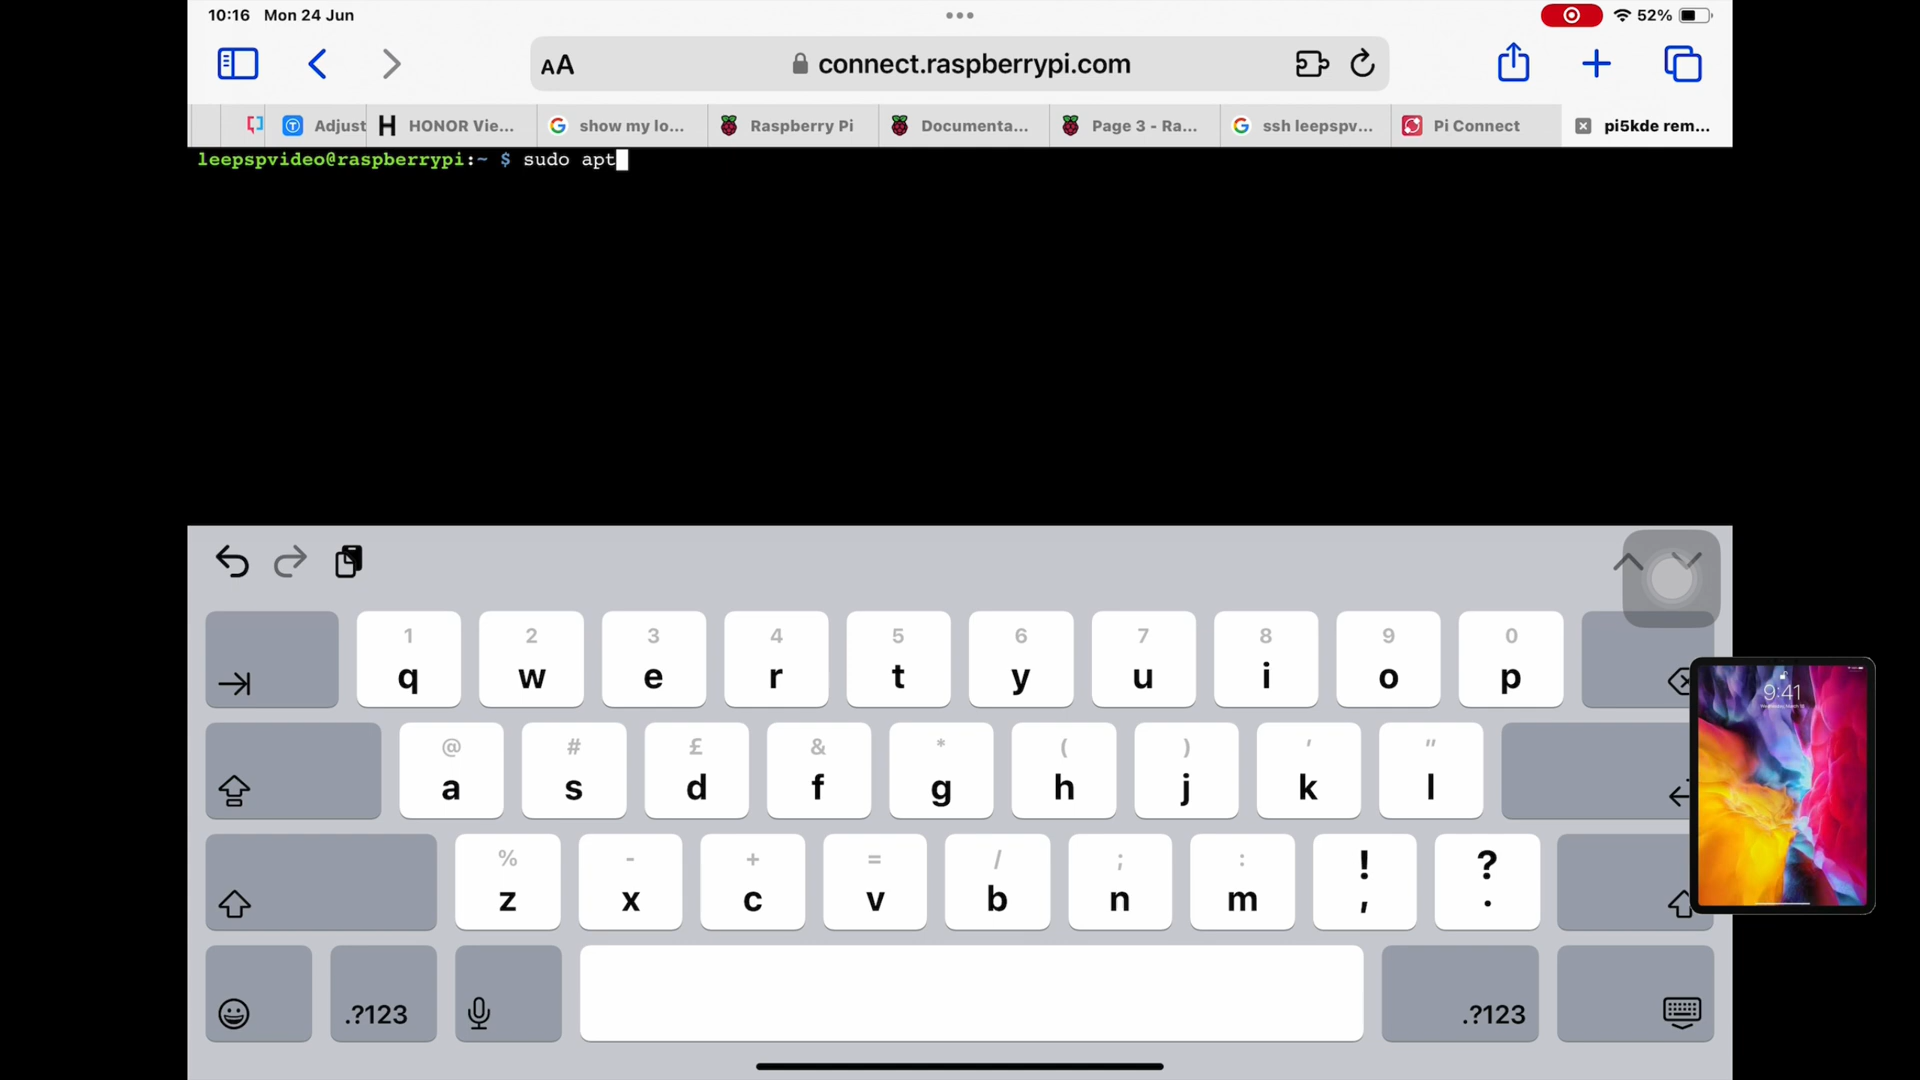 10:16 Mon 24 Jun
52%
AA connect.raspberrypi.com
Adjust
HONOR Vie...
show my lo...
Raspberry Pi
Documenta...
Page 3 - Ra...
ssh leepspv...
Pi Connect
pi5kde rem...
leepspvideo@raspberrypi:~ $ sudo apt
1 2 3 4 5 6 7 8 9 0
q w e r t y u i o p
@ # £ & * ( ) ' "
a s d f g h j k l
% - + = / ; : ! ?
z x c v b n m , .
.?123 .?123
9:41